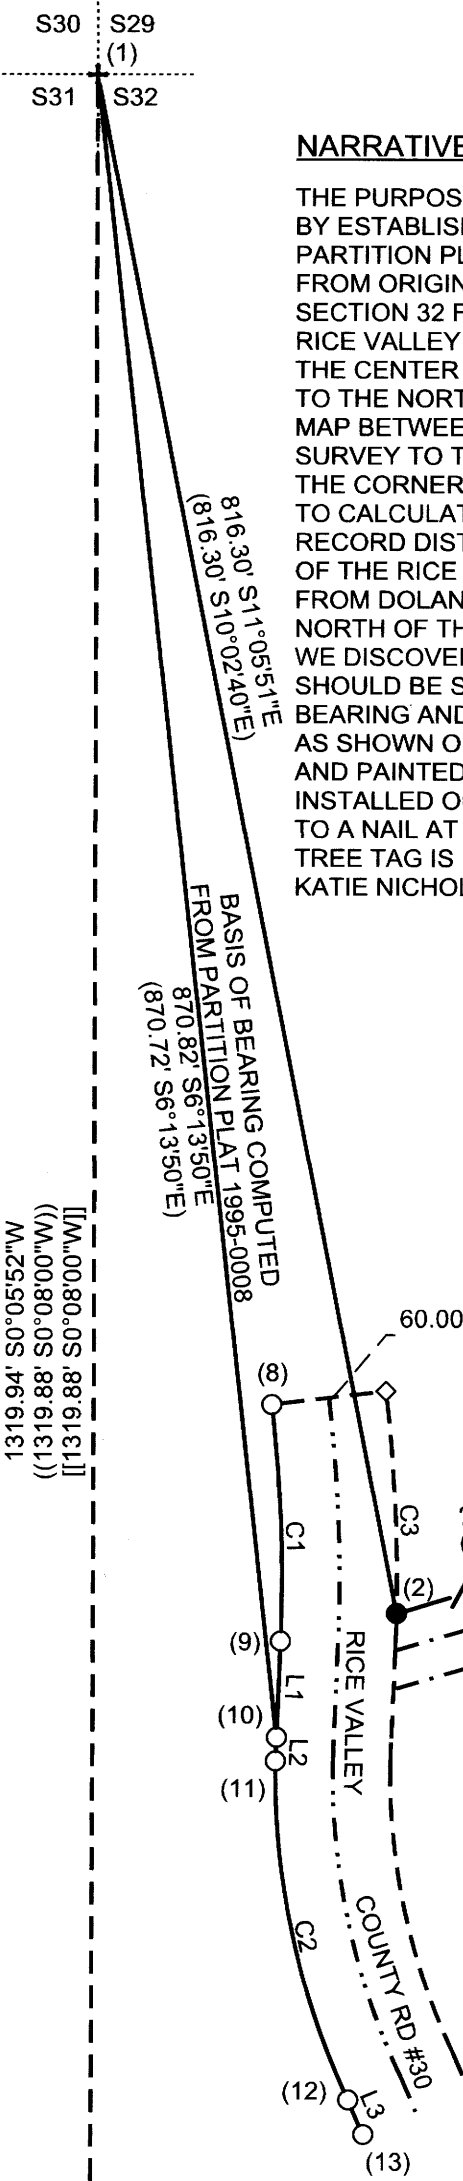 S30 S29
(1)
S31 S32
NARRATIVE
THE PURPOS
BY ESTABLIS
PARTITION PL
FROM ORIGIN
SECTION 32 F
RICE VALLEY
THE CENTER
TO THE NORT
MAP BETWEE
SURVEY TO T
THE CORNER
TO CALCULAT
RECORD DIST
OF THE RICE
FROM DOLAN
NORTH OF TH
WE DISCOVE
SHOULD BE S
BEARING AND
AS SHOWN O
AND PAINTED
INSTALLED O
TO A NAIL AT
TREE TAG IS
KATIE NICHOL
816.30' S11°05'51"E
(816.30' S10°02'40"E)
BASIS OF BEARING COMPUTED
FROM PARTITION PLAT 1995-0008
870.82' S6°13'50"E
(870.72' S6°13'50"E)
1319.94' S0°05'52"W
((1319.88' S0°08'00"W))
[[1319.88' S0°08'00"W]]
60.00
(8)
C1
C3
(2)
(9)
L1
RICE VALLEY
(10)
L2
(11)
C2
COUNTY RD #30
(12)
L3
(13)